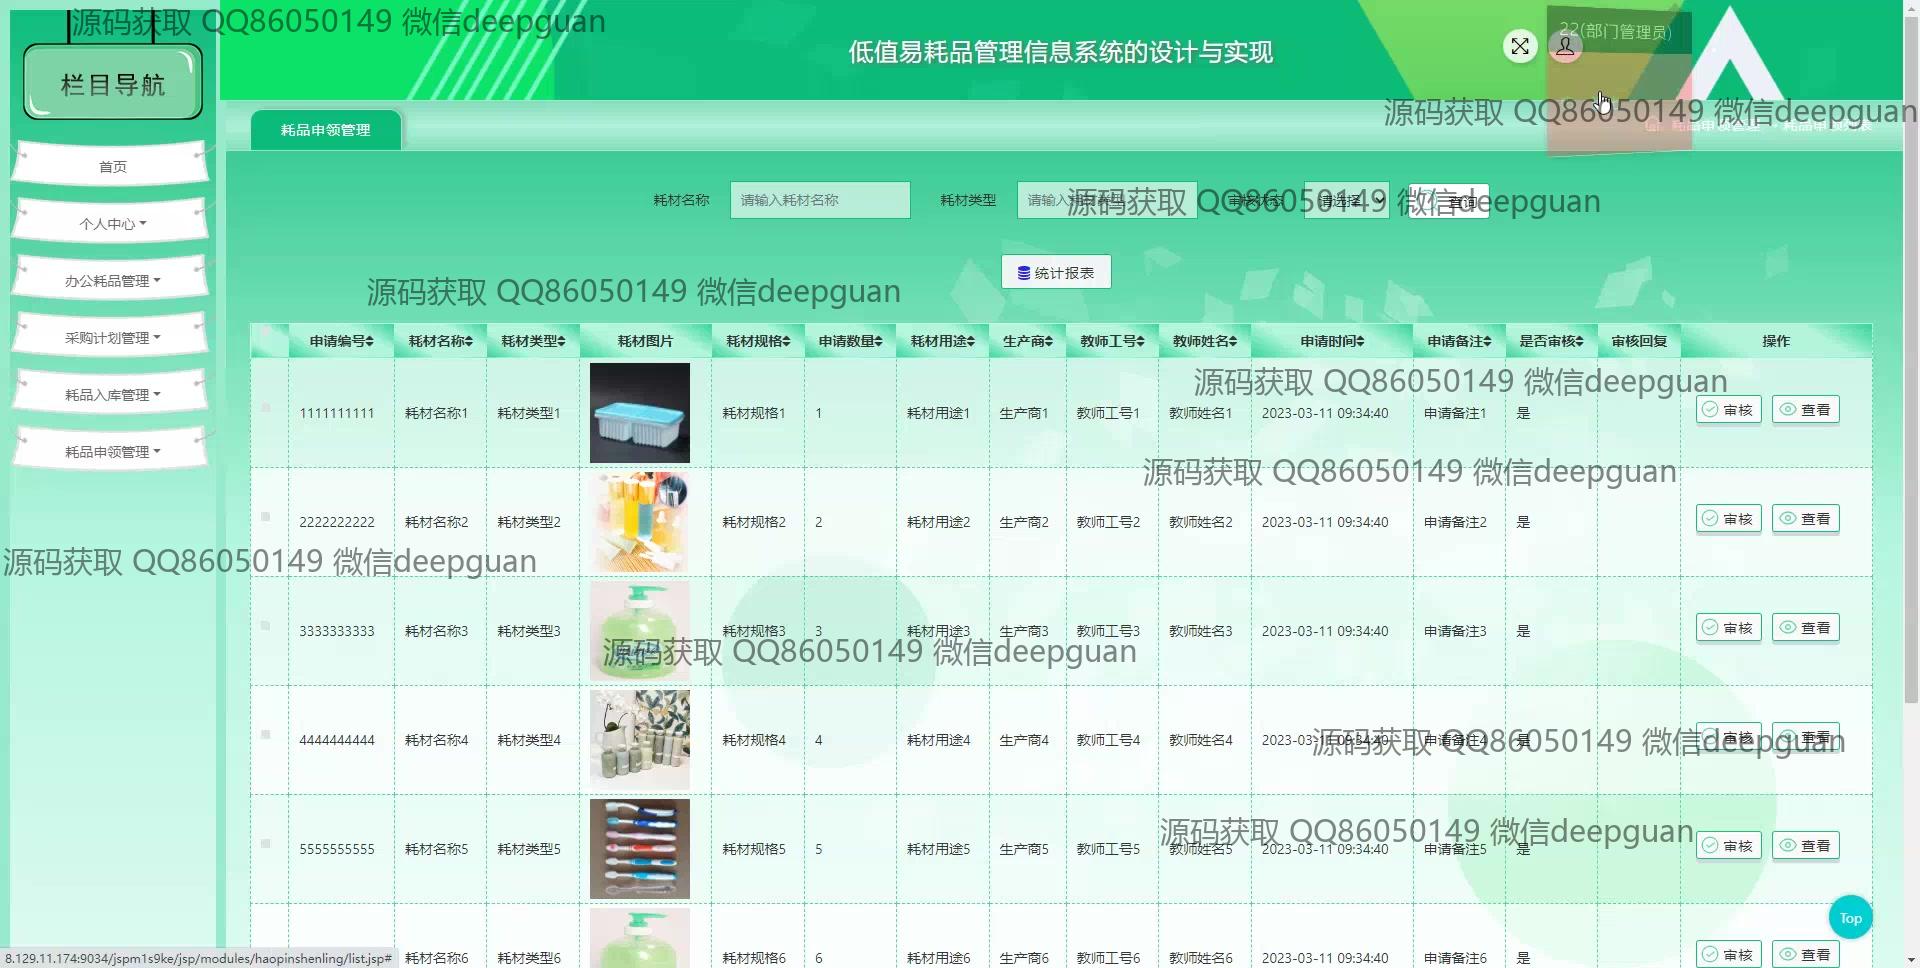 源码获取 QQ86050149 微信deepguan
栏目导航
低值易耗品管理信息系统的设计与实现
22(部门管理员)
源码获取 QQ86050149 微信deepguan
耗品申领管理
首页
个人中心
办公耗品管理
采购计划管理
耗品入库管理
耗品申领管理
耗材名称 请输入耗材名称 耗材类型 请输入耗材类型 审核状态 请选择 查询
源码获取 QQ86050149 微信deepguan
统计报表
源码获取 QQ86050149 微信deepguan
申请编号 耗材名称 耗材类型 耗材图片 耗材规格 申请数量 耗材用途 生产商 教师工号 教师姓名 申请时间 申请备注 是否审核 审核回复 操作
源码获取 QQ86050149 微信deepguan
1111111111 耗材名称1 耗材类型1 耗材规格1 1 耗材用途1 生产商1 教师工号1 教师姓名1 2023-03-11 09:34:40 申请备注1 是 审核 查看
源码获取 QQ86050149 微信deepguan
2222222222 耗材名称2 耗材类型2 耗材规格2 2 耗材用途2 生产商2 教师工号2 教师姓名2 2023-03-11 09:34:40 申请备注2 是 审核 查看
源码获取 QQ86050149 微信deepguan
3333333333 耗材名称3 耗材类型3 耗材规格3 3 耗材用途3 生产商3 教师工号3 教师姓名3 2023-03-11 09:34:40 申请备注3 是 审核 查看
源码获取 QQ86050149 微信deepguan
4444444444 耗材名称4 耗材类型4 耗材规格4 4 耗材用途4 生产商4 教师工号4 教师姓名4 2023-03-11 09:34:40 申请备注4 是 审核 查看
源码获取 QQ86050149 微信deepguan
5555555555 耗材名称5 耗材类型5 耗材规格5 5 耗材用途5 生产商5 教师工号5 教师姓名5 2023-03-11 09:34:40 申请备注5 是 审核 查看
源码获取 QQ86050149 微信deepguan
Top
耗材名称6 耗材类型6 耗材规格6 6 耗材用途6 生产商6 教师工号6 教师姓名6 2023-03-11 09:34:40 申请备注6 是 审核 查看
8.129.11.174:9034/jspm1s9ke/jsp/modules/haopinshenling/list.jsp#